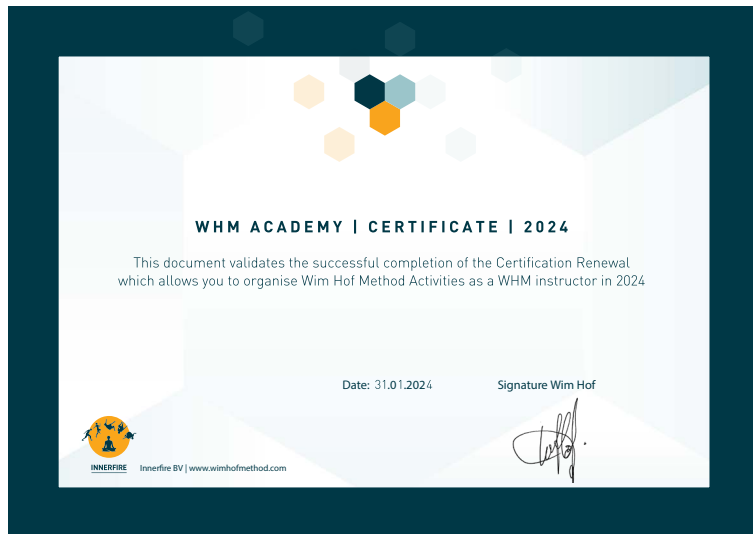 WHM ACADEMY | CERTIFICATE | 2024
This document validates the successful completion of the Certification Renewal
which allows you to organise Wim Hof Method Activities as a WHM instructor in 2024
Date: 31.01.2024
Signature Wim Hof
INNERFIRE
Innerfire BV | www.wimhofmethod.com